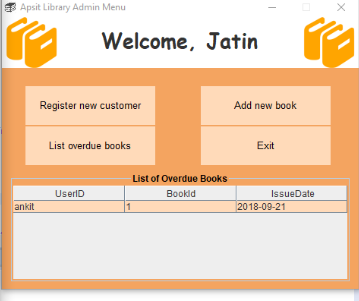 Apsit Library Admin Menu
Welcome, Jatin
Register new customer
Add new book
List overdue books
Exit
List of Overdue Books
UserID BookId IssueDate
ankit 1 2018-09-21